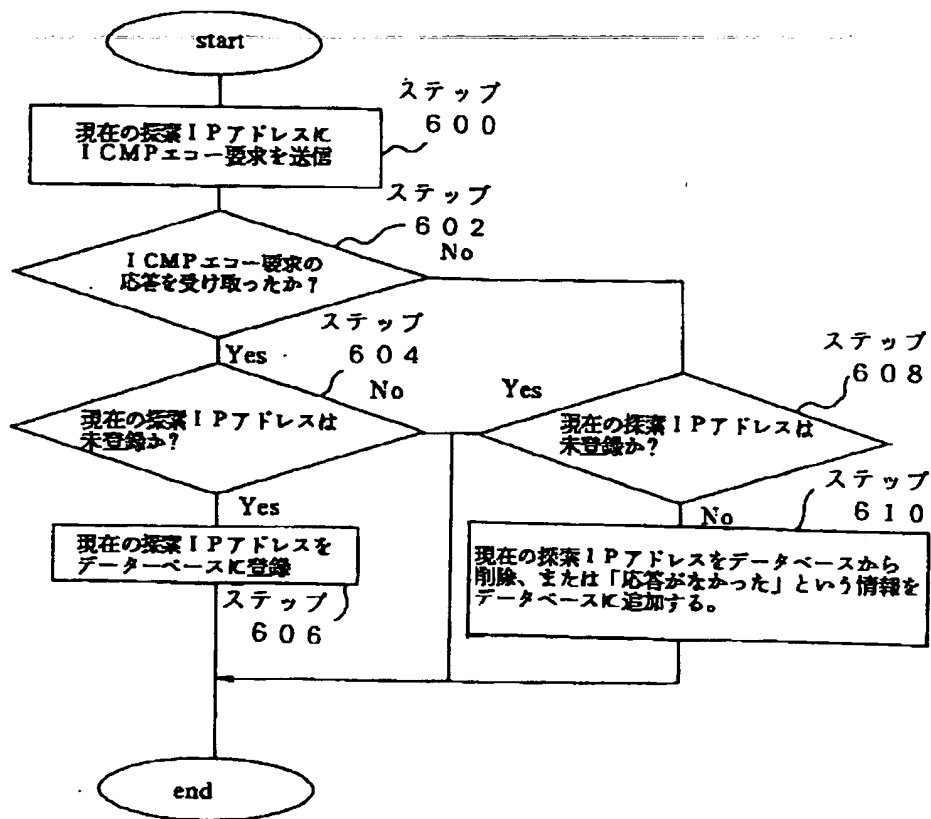 start
ステップ
600
現在の探索IPアドレスに
ICMPエコー要求を送信
ステップ
602
ICMPエコー要求の
応答を受け取ったか?
No
Yes
ステップ
604
現在の探索IPアドレスは
未登録か?
No
Yes
ステップ
608
現在の探索IPアドレスは
未登録か?
Yes
現在の探索IPアドレスを
データーベースに登録
ステップ
606
No
ステップ
610
現在の探索IPアドレスをデータベースから
削除、または「応答がなかった」という情報を
データベースに追加する。
end